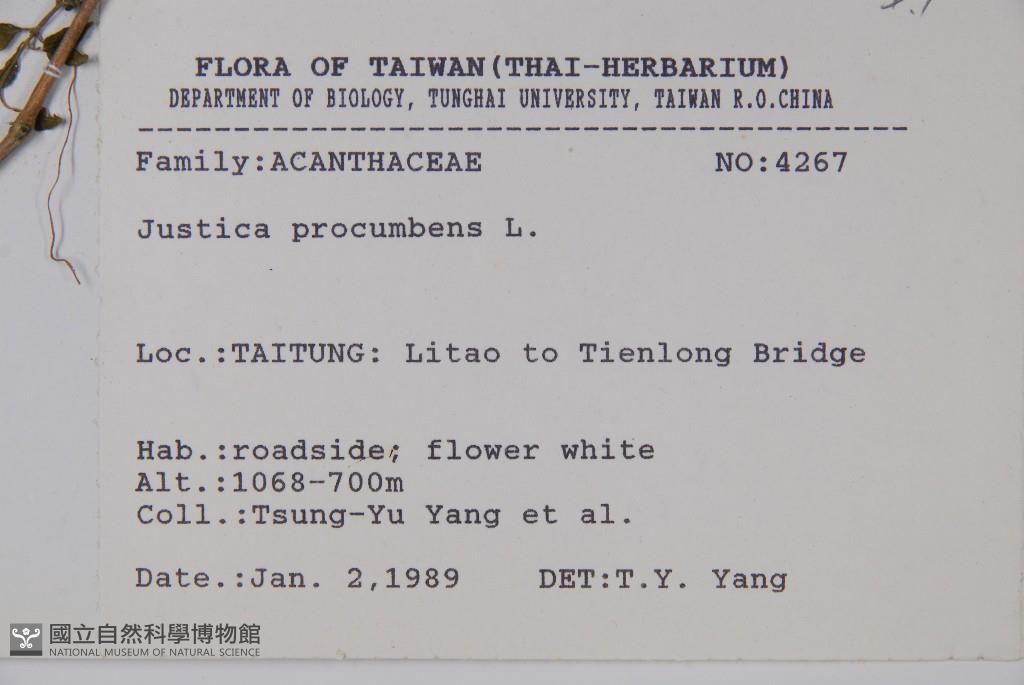 FLORA OF TAIWAN(THAI-HERBARIUM)
DEPARTMENT OF BIOLOGY, TUNGHAI UNIVERSITY, TAIWAN R.O.CHINA
Family:ACANTHACEAE NO:4267
Justica procumbens L.
Loc.:TAITUNG: Litao to Tienlong Bridge
Hab.:roadside; flower white
Alt.:1068-700m
Coll.:Tsung-Yu Yang et al.
Date.:Jan. 2,1989 DET:T.Y. Yang
國立自然科學博物館
NATIONAL MUSEUM OF NATURAL SCIENCE